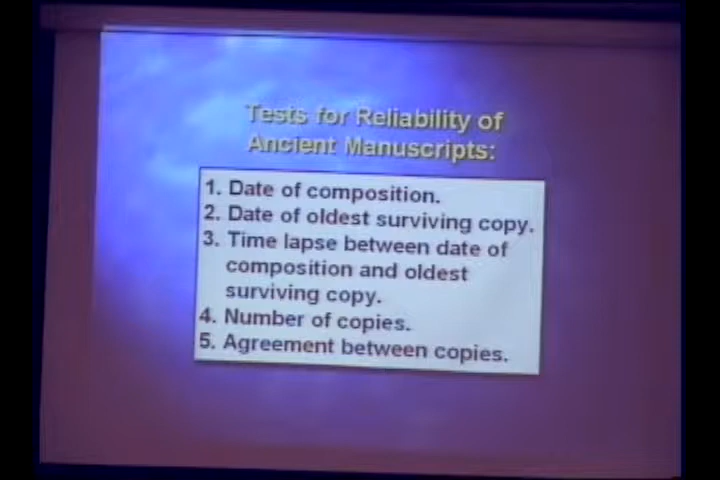 Tests for Reliability of
Ancient Manuscripts:
1. Date of composition.
2. Date of oldest surviving copy.
3. Time lapse between date of
composition and oldest
surviving copy.
4. Number of copies.
5. Agreement between copies.